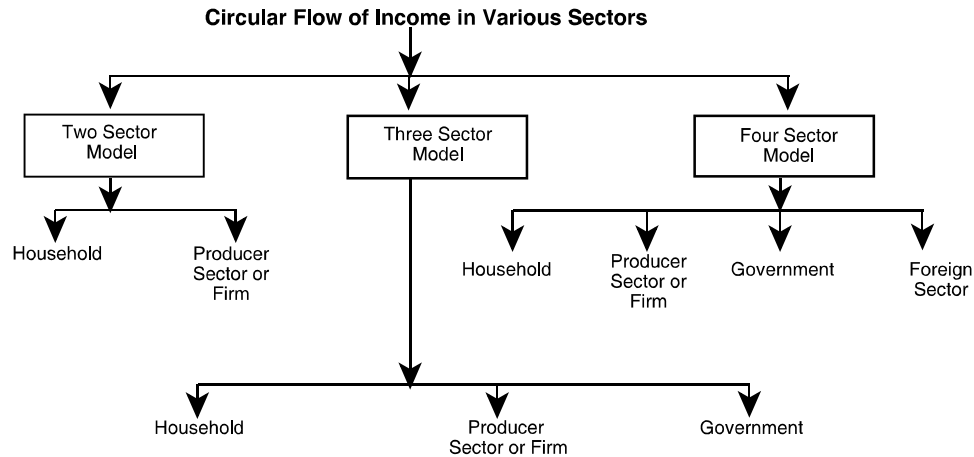 Circular Flow of Income in Various Sectors
Two Sector
Model
Three Sector
Model
Four Sector
Model
Household
Producer
Sector or
Firm
Household
Producer
Sector or
Firm
Government
Foreign
Sector
Household
Producer
Sector or Firm
Government